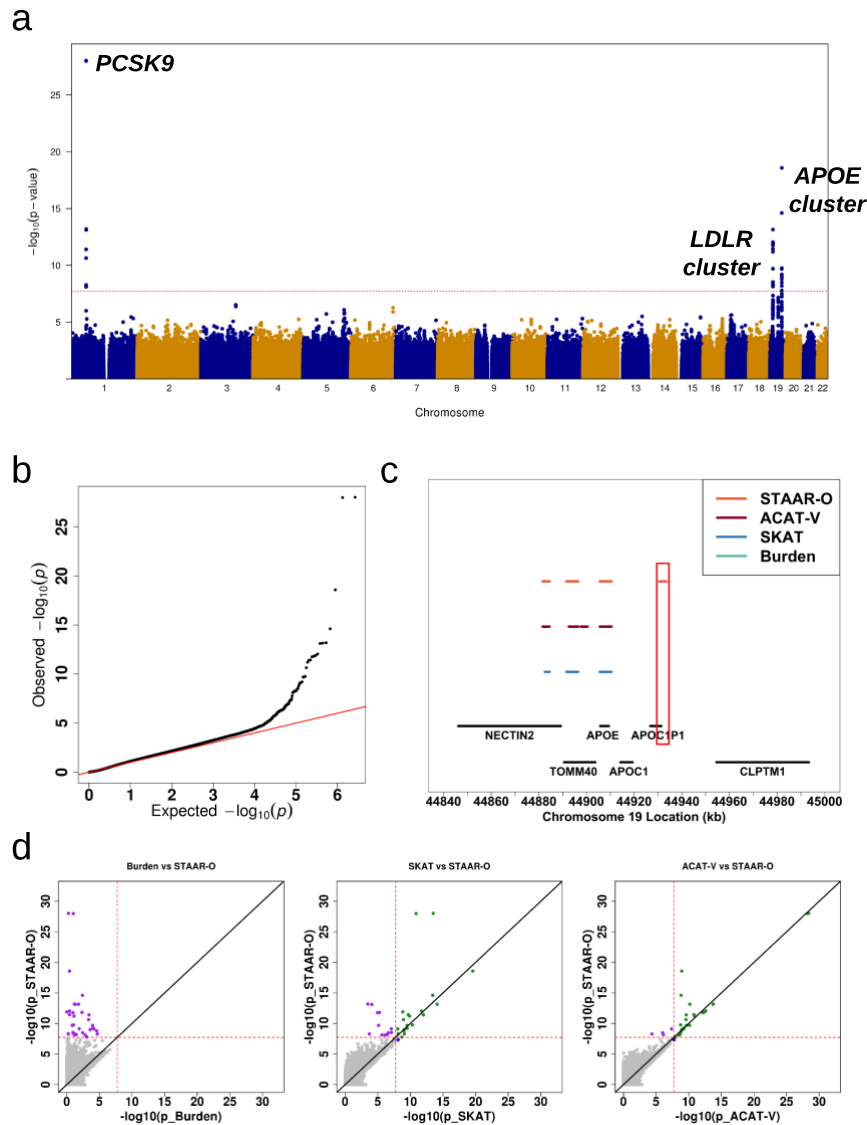 a
PCSK9
APOE
cluster
LDLR
cluster
−log10(p−value)
25
20
15
10
5
1 2 3 4 5 6 7 8 9 10 11 12 13 14 15 16 17 18 19 20 21 22
Chromosome
b
Observed −log10(p)
25
20
15
10
5
0
0 1 2 3 4 5 6
Expected −log10(p)
c
STAAR-O
ACAT-V
SKAT
Burden
NECTIN2 APOE APOC1P1
TOMM40 APOC1 CLPTM1
44840 44860 44880 44900 44920 44940 44960 44980 45000
Chromosome 19 Location (kb)
d
Burden vs STAAR-O
-log10(p_STAAR-O)
30
25
20
15
10
5
0
0 5 10 15 20 25 30
-log10(p_Burden)
SKAT vs STAAR-O
-log10(p_STAAR-O)
30
25
20
15
10
5
0
0 5 10 15 20 25 30
-log10(p_SKAT)
ACAT-V vs STAAR-O
-log10(p_STAAR-O)
30
25
20
15
10
5
0
0 5 10 15 20 25 30
-log10(p_ACAT-V)